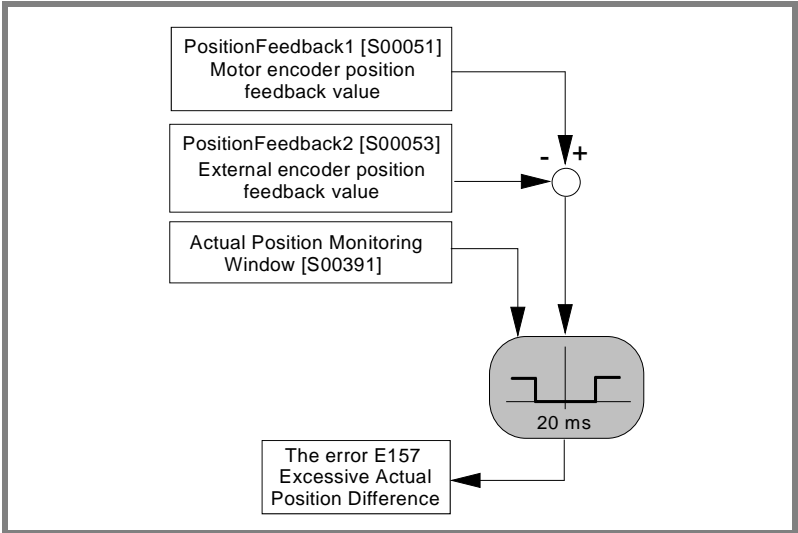 PositionFeedback1 [S00051]
Motor encoder position
feedback value
PositionFeedback2 [S00053]
External encoder position
feedback value
- +
Actual Position Monitoring
Window [S00391]
20 ms
The error E157
Excessive Actual
Position Difference